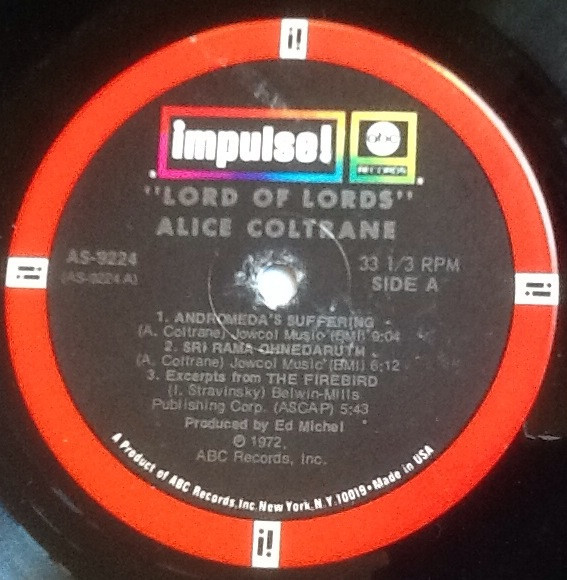 i!
impulse!
abc
RECORDS
"LORD OF LORDS"
ALICE COLTRANE
AS-9224
(AS-9224 A)
33 1/3 RPM
SIDE A
i!
i!
1. ANDROMEDA'S SUFFERING
(A. Coltrane) Jowcol Music (BMI) 9:04
2. SRI RAMA OHNEDARUTH
(A. Coltrane) Jowcol Music (BMI) 6:12
3. Excerpts from THE FIREBIRD
(I. Stravinsky) Belwin-Mills
Publishing Corp. (ASCAP) 5:43
Produced by Ed Michel
℗ 1972,
ABC Records, Inc.
A Product of ABC Records, Inc. New York, N.Y. 10019 • Made in USA
i!